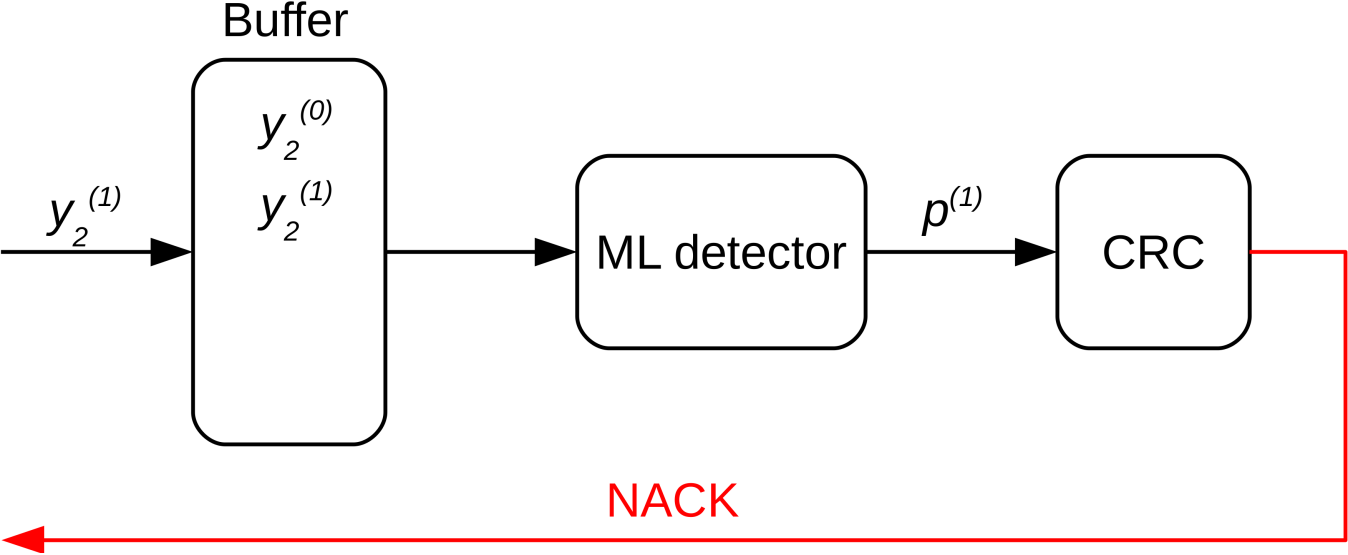 Buffer
y₂⁽⁰⁾
y₂⁽¹⁾
y₂⁽¹⁾
ML detector
p⁽¹⁾
CRC
NACK